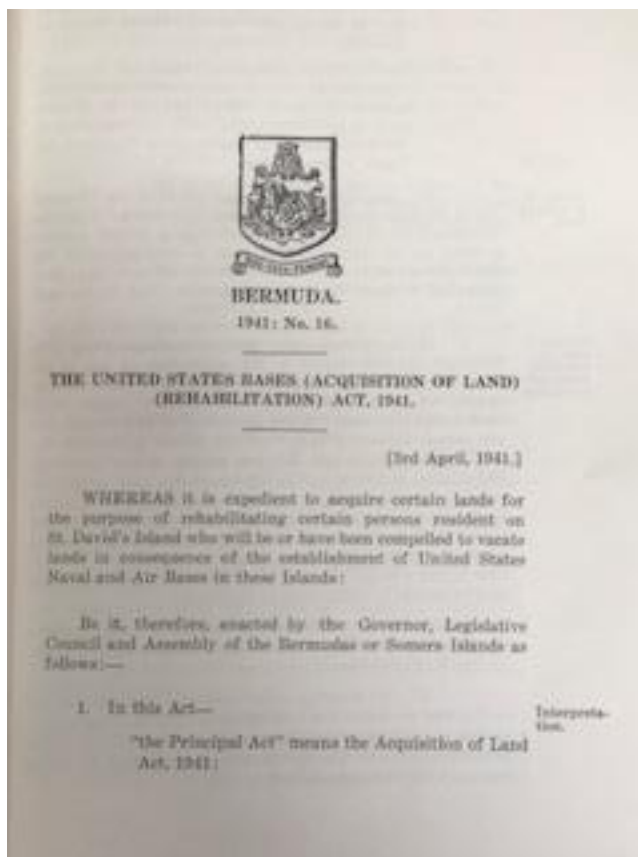 BERMUDA.
1941: No. 16.
THE UNITED STATES BASES (ACQUISITION OF LAND)
(REHABILITATION) ACT, 1941.
[3rd April, 1941.]
WHEREAS it is expedient to acquire certain lands for
the purpose of rehabilitating certain persons resident on
St. David's Island who will be or have been compelled to vacate
lands in consequence of the establishment of United States
Naval and Air Bases in these Islands:
Be it, therefore, enacted by the Governor, Legislative
Council and Assembly of the Bermudas or Somers Islands as
follows:—
1. In this Act—
Interpreta-
tion.
"the Principal Act" means the Acquisition of Land
Act, 1941: